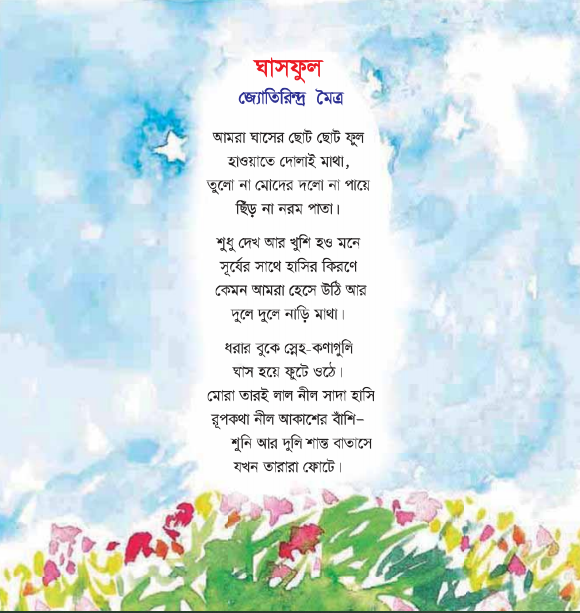 ঘাসফুল
জ্যোতিরিন্দ্র মৈত্র
আমরা ঘাসের ছোট ছোট ফুল
হাওয়াতে দোলাই মাথা,
তুলো না মোদের দলো না পায়ে
ছিঁড় না নরম পাতা।
শুধু দেখ আর খুশি হও মনে
সূর্যের সাথে হাসির কিরণে
কেমন আমরা হেসে উঠি আর
দুলে দুলে নাড়ি মাথা।
ধরার বুকে স্নেহ-কণাগুলি
ঘাস হয়ে ফুটে ওঠে।
মোরা তারই লাল নীল সাদা হাসি
রূপকথা নীল আকাশের বাঁশি–
শুনি আর দুলি শান্ত বাতাসে
যখন তারারা ফোটে।